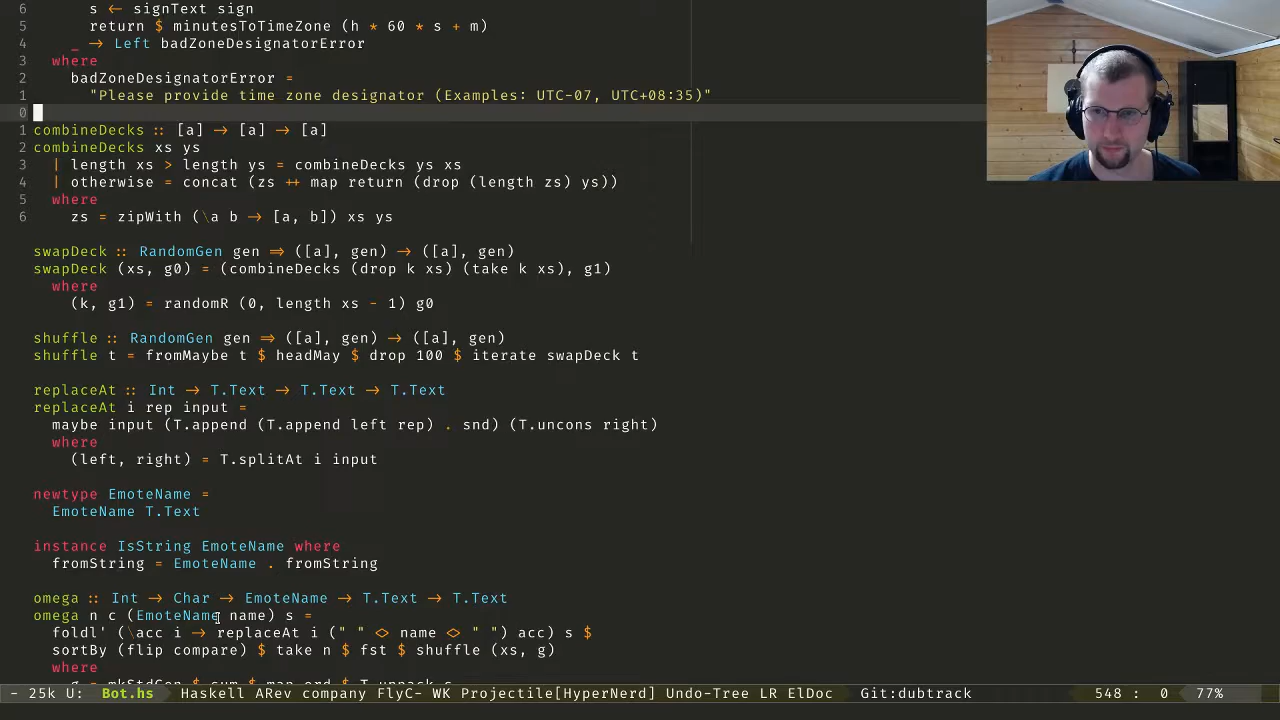 6       s ← signText sign
5       return $ minutesToTimeZone (h * 60 * s + m)
4     _ → Left badZoneDesignatorError
3   where
2     badZoneDesignatorError =
1       "Please provide time zone designator (Examples: UTC-07, UTC+08:35)"
0
1 combineDecks :: [a] → [a] → [a]
2 combineDecks xs ys
3   | length xs > length ys = combineDecks ys xs
4   | otherwise = concat (zs ++ map return (drop (length zs) ys))
5   where
6     zs = zipWith (\a b → [a, b]) xs ys
swapDeck :: RandomGen gen ⇒ ([a], gen) → ([a], gen)
swapDeck (xs, g0) = (combineDecks (drop k xs) (take k xs), g1)
  where
    (k, g1) = randomR (0, length xs - 1) g0
shuffle :: RandomGen gen ⇒ ([a], gen) → ([a], gen)
shuffle t = fromMaybe t $ headMay $ drop 100 $ iterate swapDeck t
replaceAt :: Int → T.Text → T.Text → T.Text
replaceAt i rep input =
  maybe input (T.append (T.append left rep) . snd) (T.uncons right)
  where
    (left, right) = T.splitAt i input
newtype EmoteName =
  EmoteName T.Text
instance IsString EmoteName where
  fromString = EmoteName . fromString
omega :: Int → Char → EmoteName → T.Text → T.Text
omega n c (EmoteName name) s =
  foldl' (\acc i → replaceAt i (" " <> name <> " ") acc) s $
  sortBy (flip compare) $ take n $ fst $ shuffle (xs, g)
  where
    g = mkStdGen $ sum $ map ord $ T.unpack s
- 25k U: Bot.hs Haskell ARev company FlyC- WK Projectile[HyperNerd] Undo-Tree LR ElDoc Git:dubtrack 548 : 0 77%